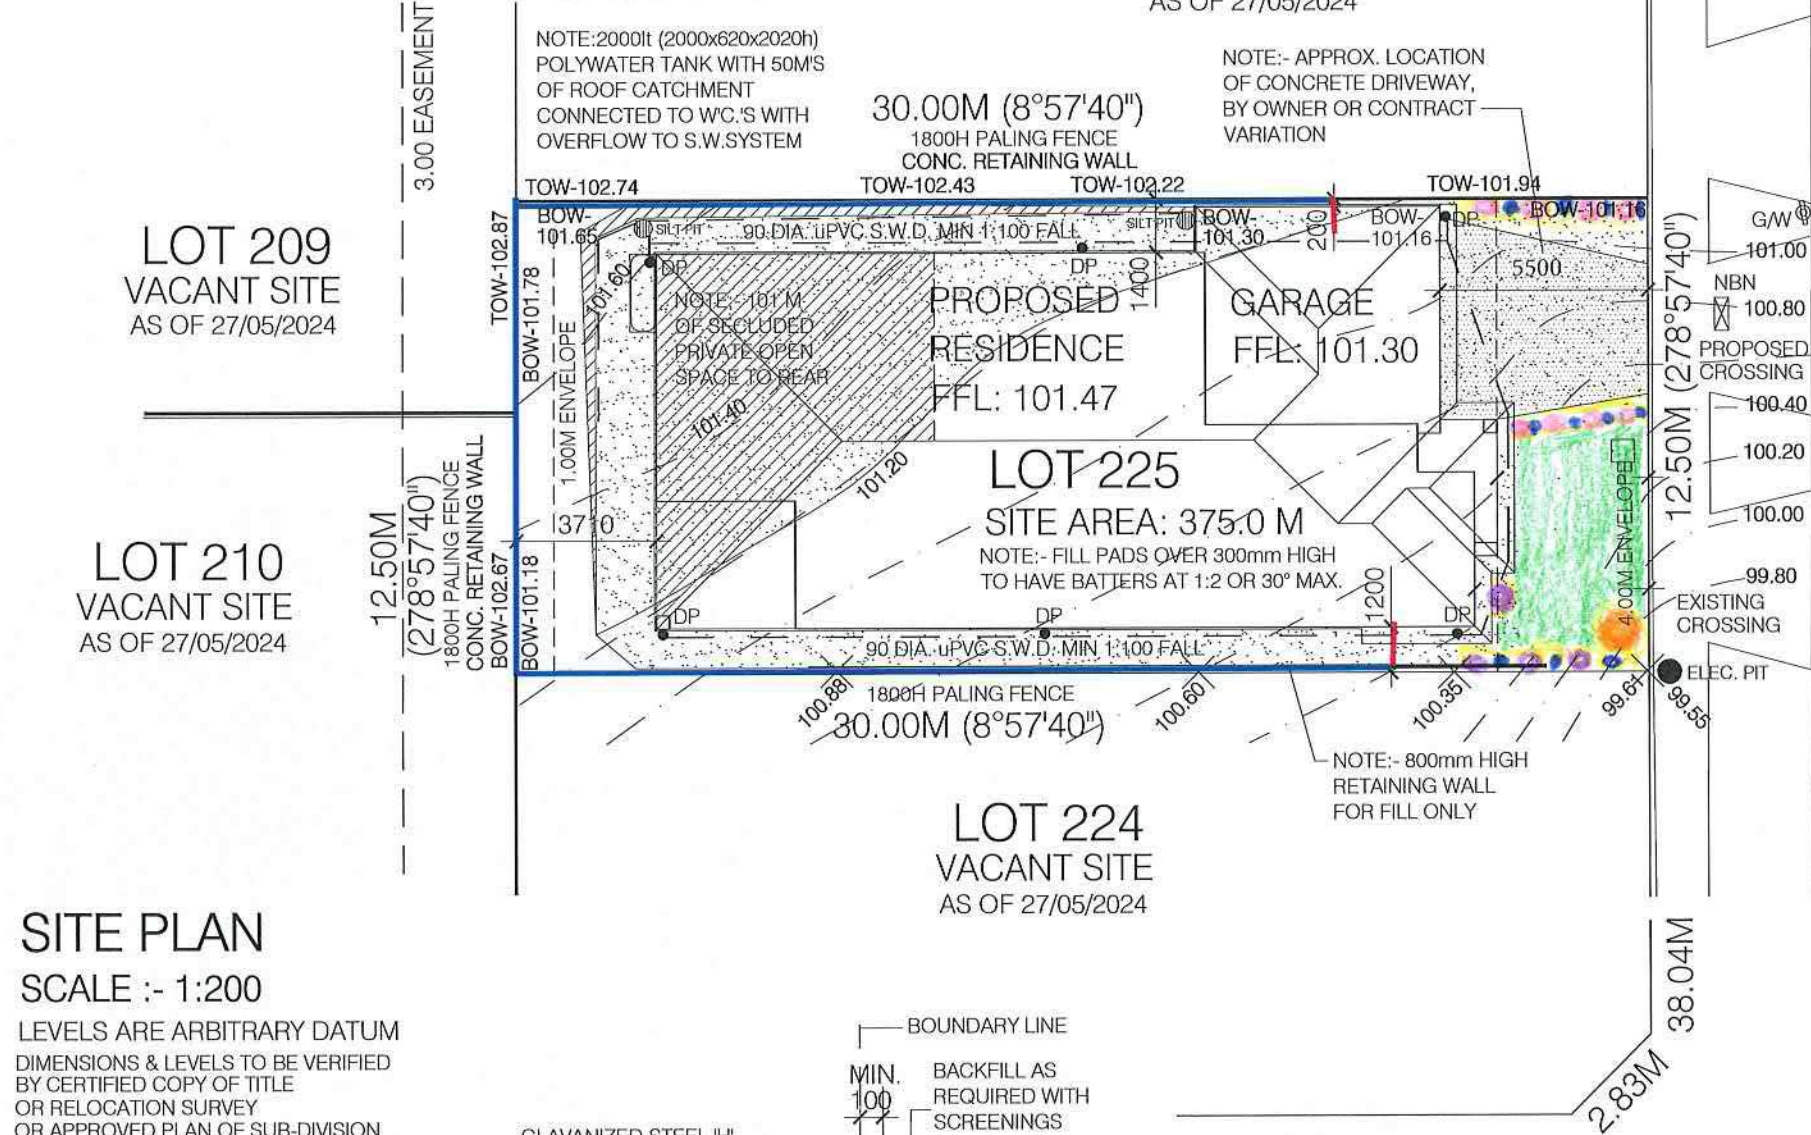 AS OF 27/05/2024
3.00 EASEMENT
NOTE:2000lt (2000x620x2020h)
POLYWATER TANK WITH 50M'S
OF ROOF CATCHMENT
CONNECTED TO W'C.'S WITH
OVERFLOW TO S.W.SYSTEM
30.00M (8°57'40")
1800H PALING FENCE
CONC. RETAINING WALL
NOTE:- APPROX. LOCATION
OF CONCRETE DRIVEWAY,
BY OWNER OR CONTRACT
VARIATION
TOW-102.74
TOW-102.43
TOW-102.22
TOW-101.94
BOW-
101.65
SILT PIT
90 DIA. uPVC S.W.D. MIN 1:100 FALL
SILT PIT
BOW-
101.30
200
BOW-
101.16
DP
BOW-101.16
G/W
101.00
LOT 209
VACANT SITE
AS OF 27/05/2024
TOW-102.87
BOW-101.78
1.00M ENVELOPE
101.60
DP
DP
1400
5500
NBN
100.80
NOTE:- 101 M
OF SECLUDED
PRIVATE OPEN
SPACE TO REAR
PROPOSED
RESIDENCE
FFL: 101.47
GARAGE
FFL: 101.30
PROPOSED
CROSSING
100.40
12.50M (278°57'40")
101.40
101.20
100.20
LOT 225
SITE AREA: 375.0 M
NOTE:- FILL PADS OVER 300mm HIGH
TO HAVE BATTERS AT 1:2 OR 30° MAX.
100.00
4.00M ENVELOPE
99.80
EXISTING
CROSSING
LOT 210
VACANT SITE
AS OF 27/05/2024
12.50M
(278°57'40")
1800H PALING FENCE
CONC. RETAINING WALL
BOW-102.67
BOW-101.18
3710
DP
DP
1200
DP
90 DIA. uPVC S.W.D. MIN 1:100 FALL
ELEC. PIT
100.88
1800H PALING FENCE
30.00M (8°57'40")
100.60
100.35
99.61
99.55
NOTE:- 800mm HIGH
RETAINING WALL
FOR FILL ONLY
LOT 224
VACANT SITE
AS OF 27/05/2024
SITE PLAN
SCALE :- 1:200
LEVELS ARE ARBITRARY DATUM
DIMENSIONS & LEVELS TO BE VERIFIED
BY CERTIFIED COPY OF TITLE
OR RELOCATION SURVEY
OR APPROVED PLAN OF SUB-DIVISION
BOUNDARY LINE
MIN.
100
BACKFILL AS
REQUIRED WITH
SCREENINGS
38.04M
2.83M